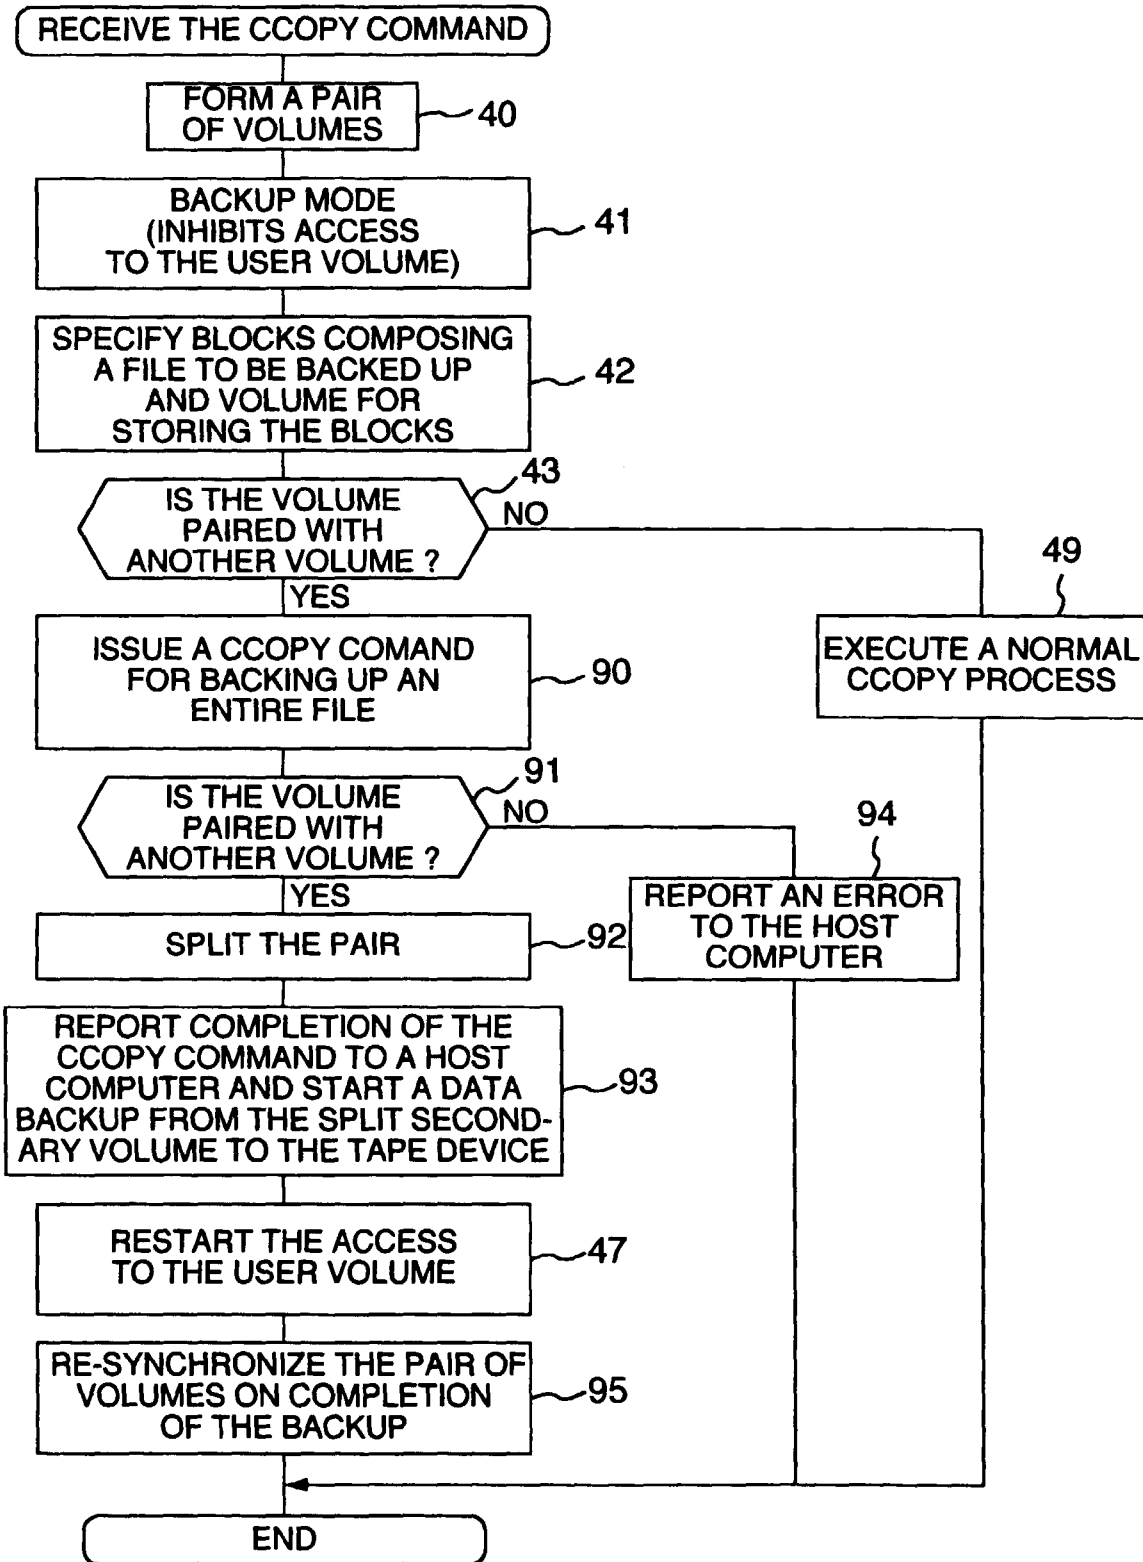 RECEIVE THE CCOPY COMMAND
FORM A PAIR
OF VOLUMES
40
BACKUP MODE
(INHIBITS ACCESS
TO THE USER VOLUME)
41
SPECIFY BLOCKS COMPOSING
A FILE TO BE BACKED UP
AND VOLUME FOR
STORING THE BLOCKS
42
43
IS THE VOLUME
PAIRED WITH
ANOTHER VOLUME ?
NO
YES
49
EXECUTE A NORMAL
CCOPY PROCESS
ISSUE A CCOPY COMAND
FOR BACKING UP AN
ENTIRE FILE
90
91
IS THE VOLUME
PAIRED WITH
ANOTHER VOLUME ?
NO
YES
94
REPORT AN ERROR
TO THE HOST
COMPUTER
SPLIT THE PAIR
92
REPORT COMPLETION OF THE
CCOPY COMMAND TO A HOST
COMPUTER AND START A DATA
BACKUP FROM THE SPLIT SECOND-
ARY VOLUME TO THE TAPE DEVICE
93
RESTART THE ACCESS
TO THE USER VOLUME
47
RE-SYNCHRONIZE THE PAIR OF
VOLUMES ON COMPLETION
OF THE BACKUP
95
END